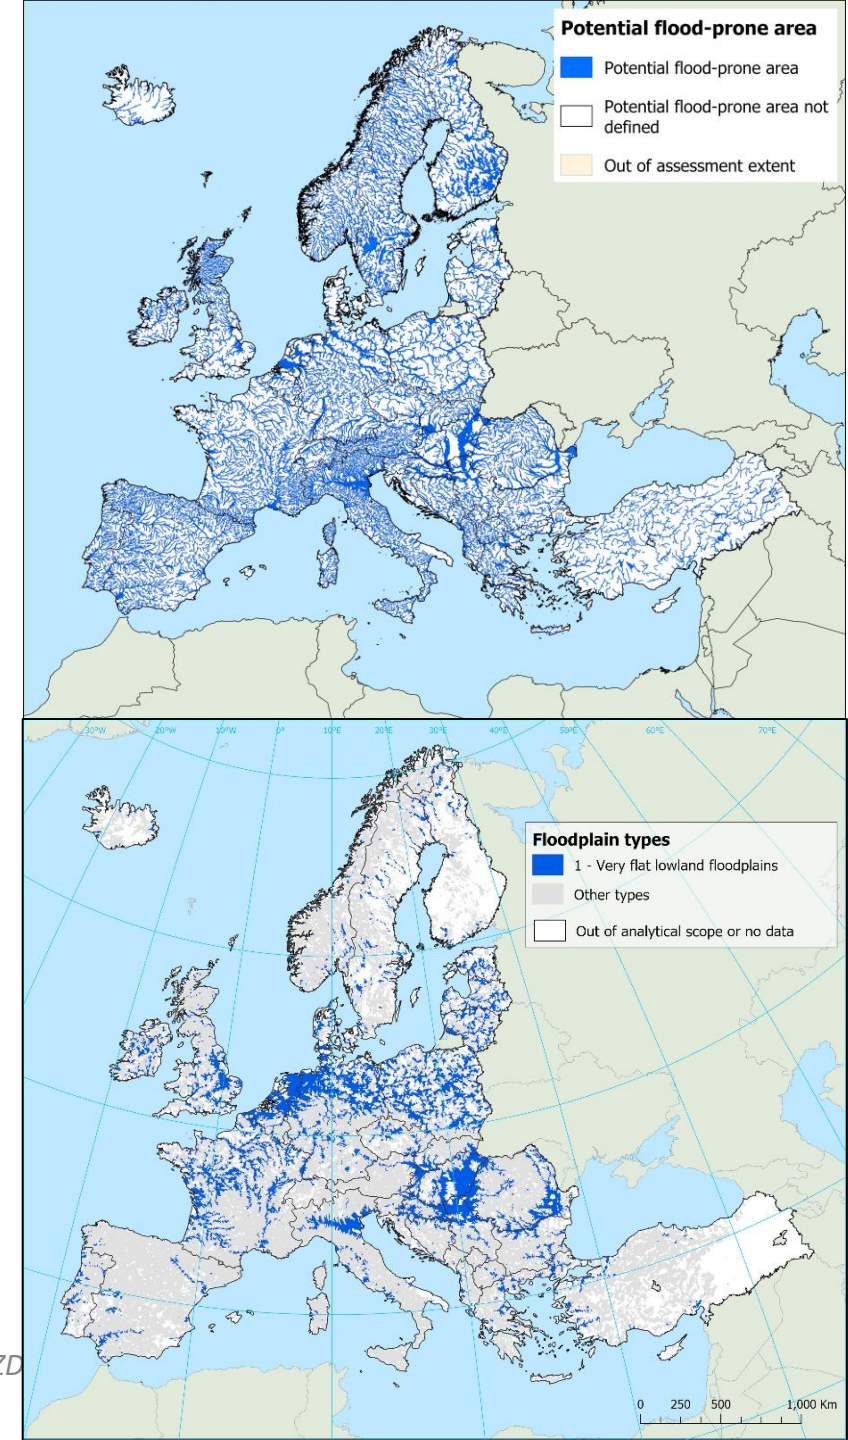 Potential flood-prone area
Potential flood-prone area
Potential flood-prone area not
defined
Out of assessment extent
30°W 20°W 10°W 0° 10°E 20°E 30°E 40°E 50°E 60°E 70°E
Floodplain types
1 - Very flat lowland floodplains
Other types
Out of analytical scope or no data
ZD
0 250 500 1,000 Km